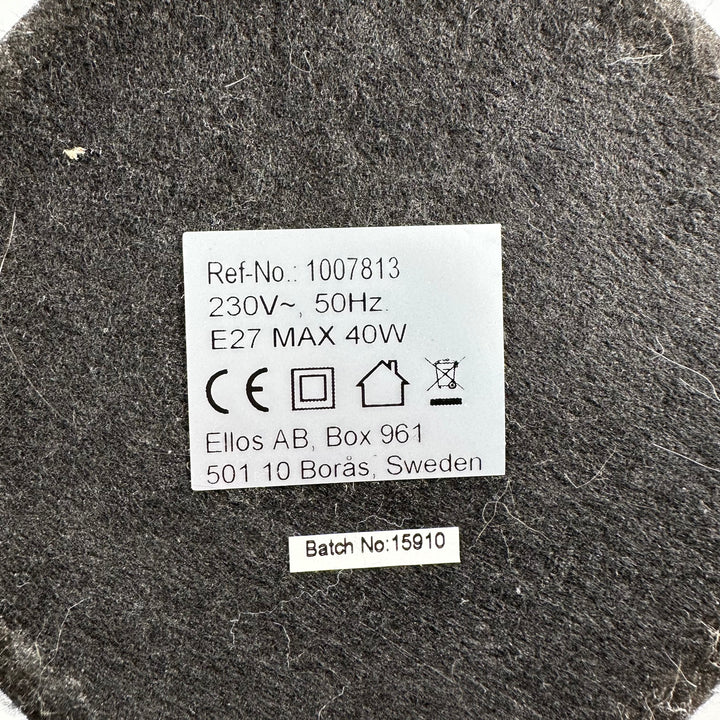 Ref-No.: 1007813
230V~, 50Hz.
E27 MAX 40W
CE
Ellos AB, Box 961
501 10 Borås, Sweden
Batch No:15910